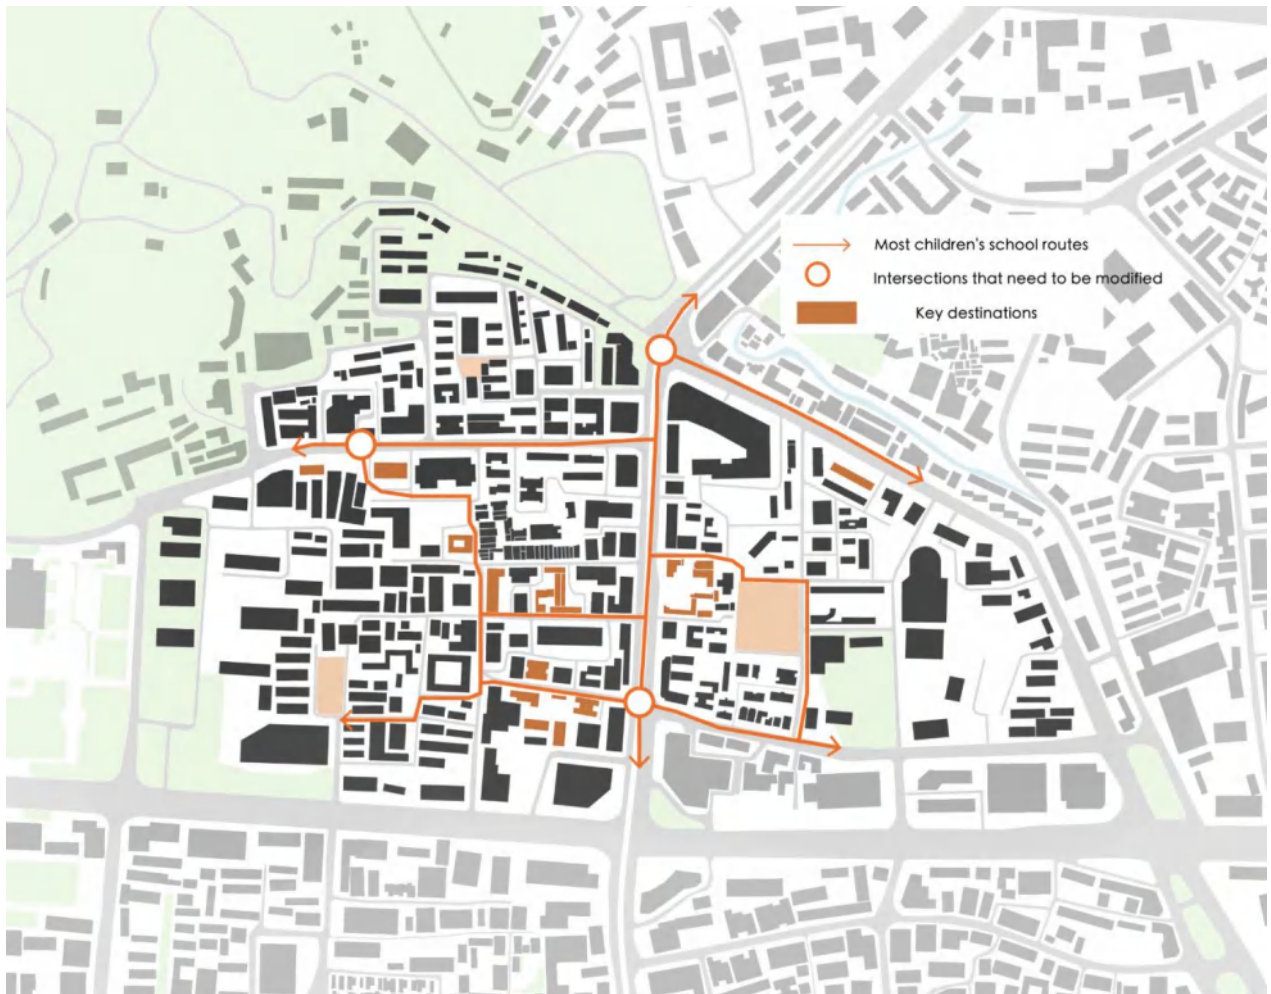 Most children's school routes
Intersections that need to be modified
Key destinations